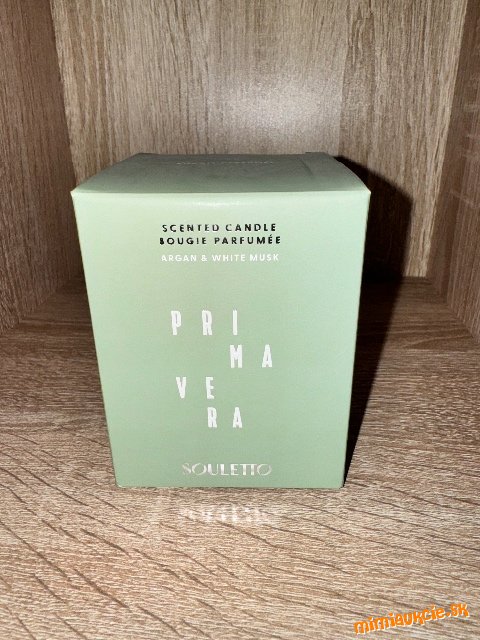 SCENTED CANDLE
BOUGIE PARFUMÉE
ARGAN & WHITE MUSK
PRI
MA
VE
RA
SOULETTO
mimiaukcie.sk